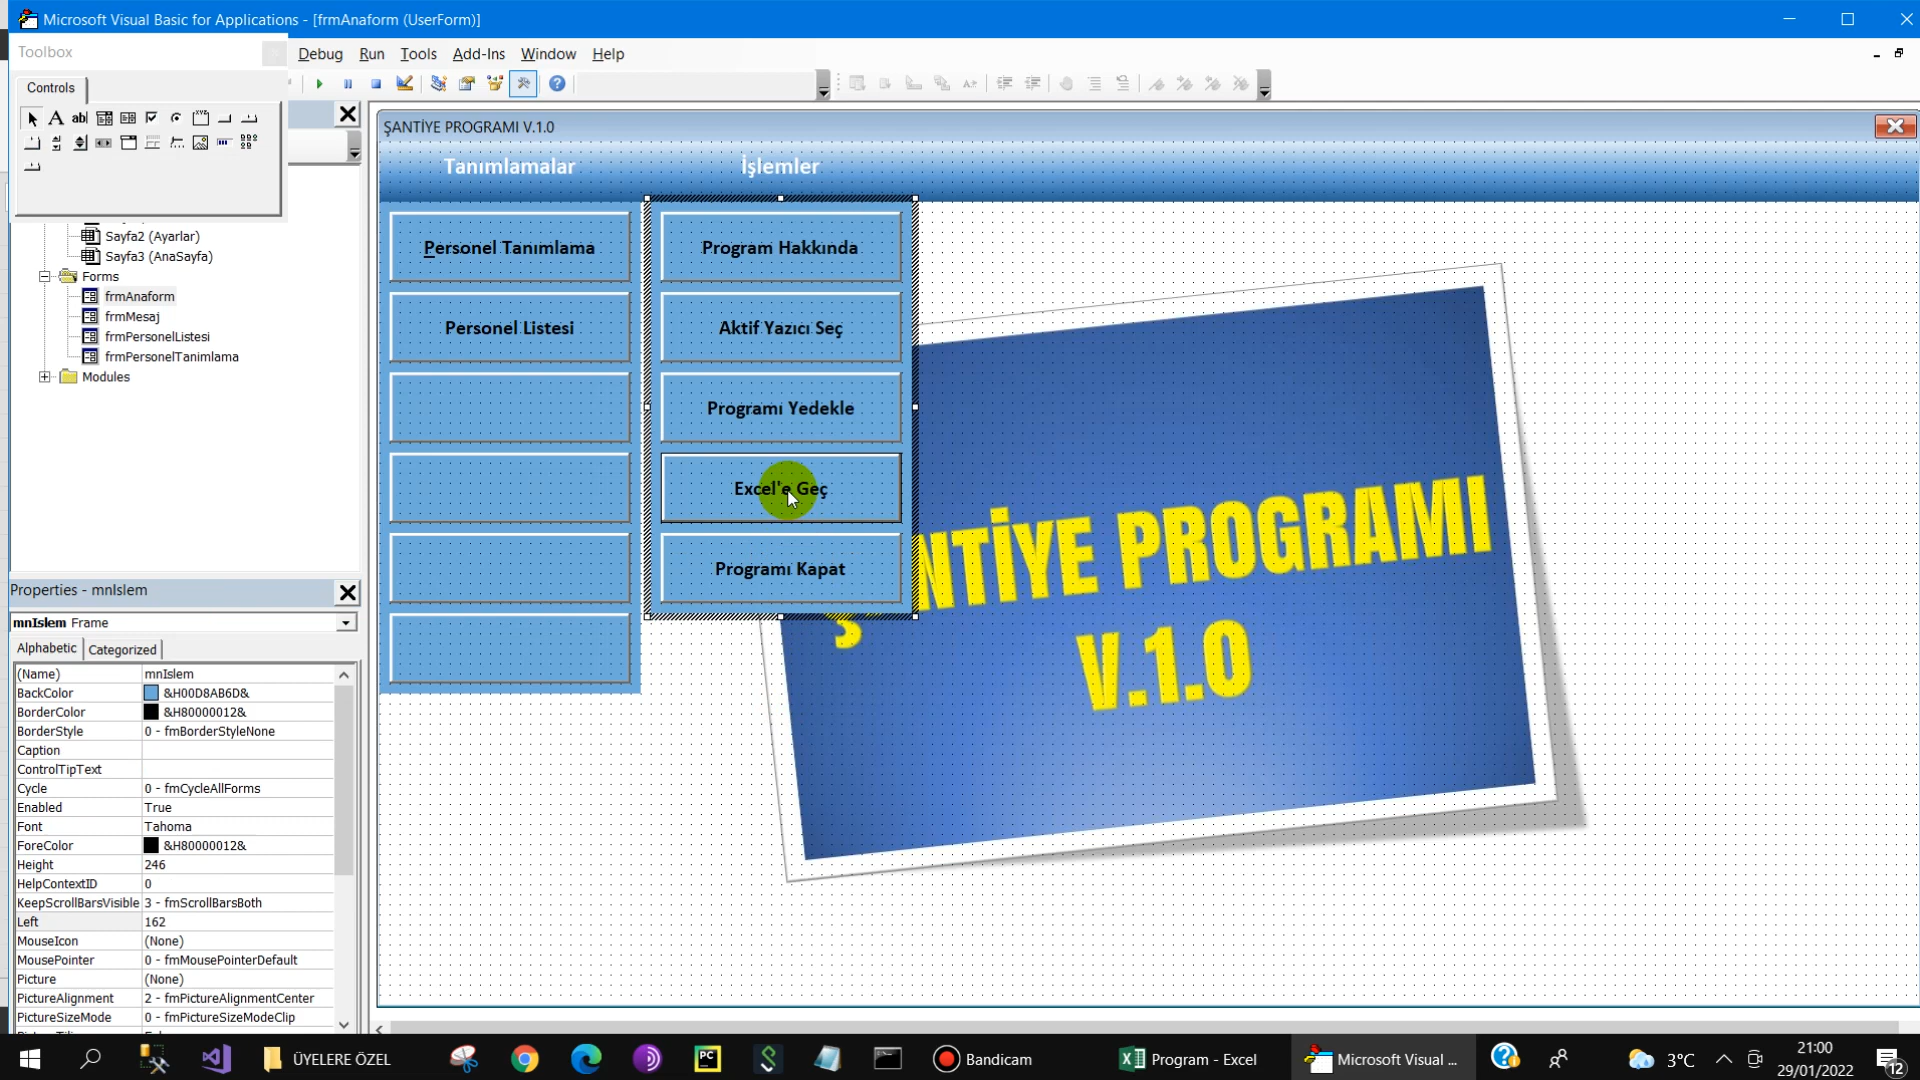 Microsoft Visual Basic for Applications - [frmAnaform (UserForm)]
Toolbox
Debug Run Tools Add-Ins Window Help
Controls
ŞANTİYE PROGRAMI V.1.0
Tanımlamalar
İşlemler
Personel Tanımlama
Personel Listesi
Program Hakkında
Aktif Yazıcı Seç
Programı Yedekle
Excel'e Geç
Programı Kapat
ŞANTİYE PROGRAMI
V.1.0
Sayfa2 (Ayarlar)
Sayfa3 (AnaSayfa)
Forms
frmAnaform
frmMesaj
frmPersonelListesi
frmPersonelTanimlama
Modules
Properties - mnIslem
mnIslem Frame
Alphabetic Categorized
(Name) mnIslem
BackColor &H00D8AB6D&
BorderColor &H80000012&
BorderStyle 0 - fmBorderStyleNone
Caption
ControlTipText
Cycle 0 - fmCycleAllForms
Enabled True
Font Tahoma
ForeColor &H80000012&
Height 246
HelpContextID 0
KeepScrollBarsVisible 3 - fmScrollBarsBoth
Left 162
MouseIcon (None)
MousePointer 0 - fmMousePointerDefault
Picture (None)
PictureAlignment 2 - fmPictureAlignmentCenter
PictureSizeMode 0 - fmPictureSizeModeClip
ÜYELERE ÖZEL
Bandicam
Program - Excel
Microsoft Visual ...
3°C
21:00
29/01/2022
12